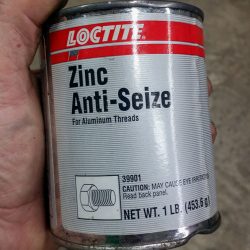 LOCTITE
Zinc
Anti-Seize
For Aluminum Threads
39901
CAUTION: MAY CAUSE EYE IRRITATION
Read back panel.
NET WT. 1 LB. (453.6 g)